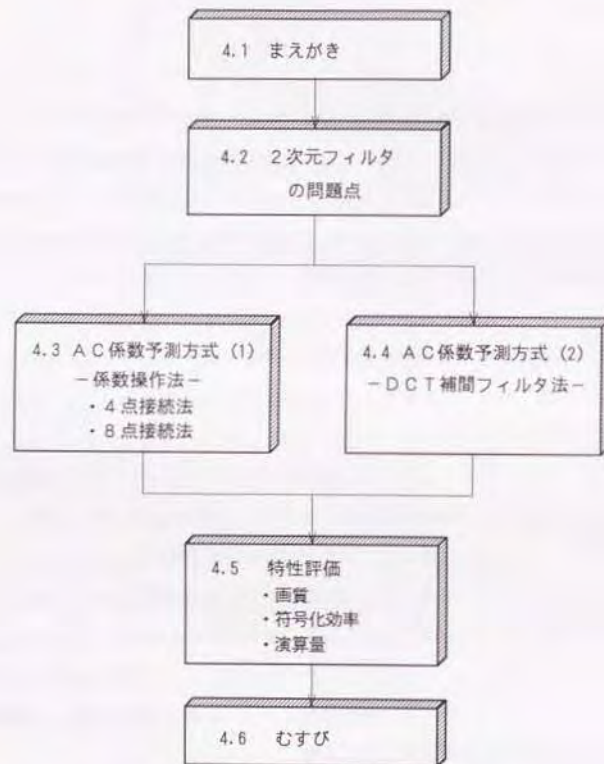 4.1 まえがき
4.2 2次元フィルタ
の問題点
4.3 AC係数予測方式 (1)
－係数操作法－
・4点接続法
・8点接続法
4.4 AC係数予測方式 (2)
－DCT補間フィルタ法－
4.5 特性評価
・画質
・符号化効率
・演算量
4.6 むすび